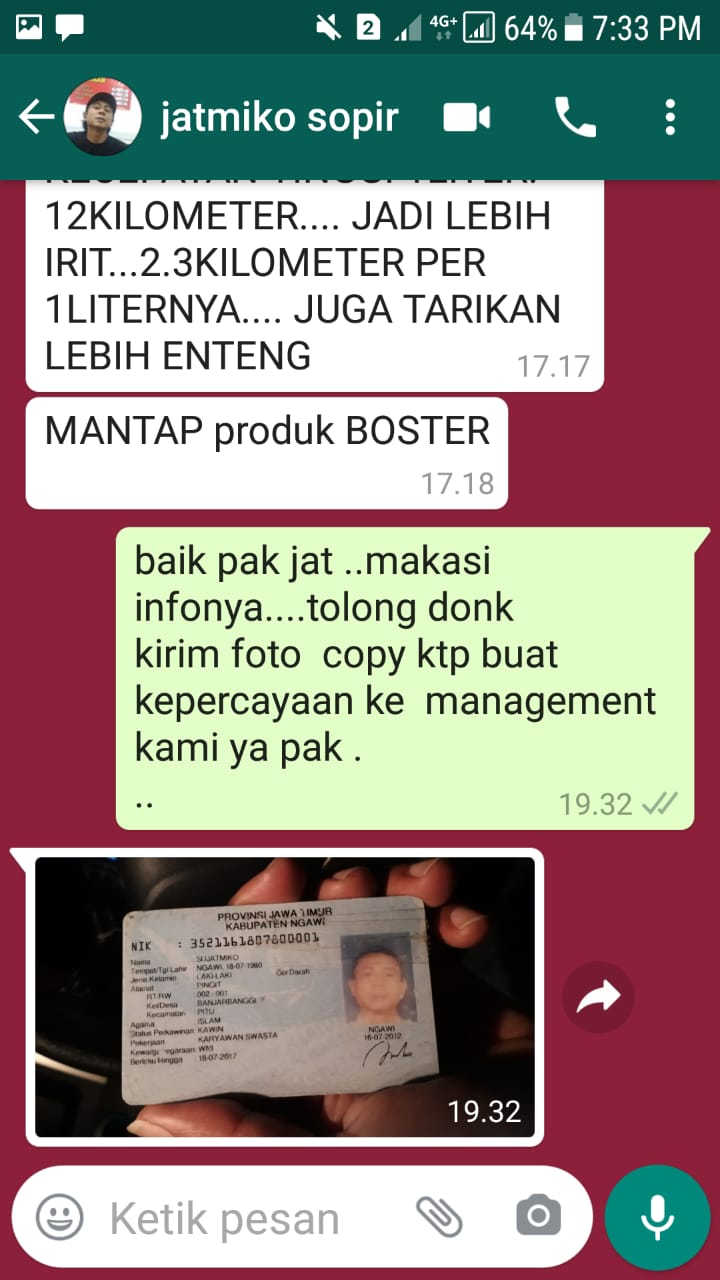 2 4G+ 64% 7:33 PM
jatmiko sopir
12KILOMETER.... JADI LEBIH
IRIT...2.3KILOMETER PER
1LITERNYA.... JUGA TARIKAN
LEBIH ENTENG
17.17
MANTAP produk BOSTER
17.18
baik pak jat ..makasi
infonya....tolong donk
kirim foto copy ktp buat
kepercayaan ke management
kami ya pak .
..
19.32
PROVINSI JAWA TIMUR
KABUPATEN NGAWI
NIK : 3521161807800001
Nama : SUJATMIKO
Tempat/Tgl Lahir : NGAWI, 18-07-1980
Jenis Kelamin : LAKI-LAKI Gol Darah
Alamat : PINGIT
RT/RW : 002 / 001
Kel/Desa : BANJARBANGGI
Kecamatan : PITU
Agama : ISLAM
Status Perkawinan : KAWIN
Pekerjaan : KARYAWAN SWASTA
Kewarganegaraan : WNI
Berlaku Hingga : 18-07-2017
NGAWI
16-07-2012
19.32
Ketik pesan